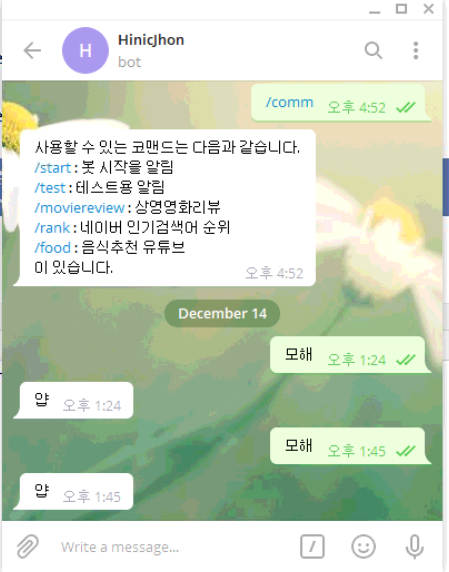 H
HinicJhon
bot
/comm 오후 4:52
사용할 수 있는 코맨드는 다음과 같습니다.
/start : 봇 시작을 알림
/test : 테스트용 알림
/moviereview : 상영영화리뷰
/rank : 네이버 인기검색어 순위
/food : 음식추천 유튜브
이 있습니다. 오후 4:52
December 14
모해 오후 1:24
얍 오후 1:24
모해 오후 1:45
얍 오후 1:45
Write a message...